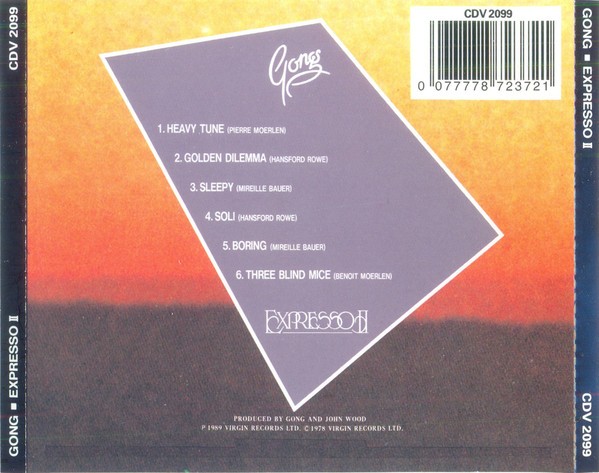 CDV 2099
GONG ■ EXPRESSO II
CDV 2099
0 077778 723721
Gong
1. HEAVY TUNE (PIERRE MOERLEN)
2. GOLDEN DILEMMA (HANSFORD ROWE)
3. SLEEPY (MIREILLE BAUER)
4. SOLI (HANSFORD ROWE)
5. BORING (MIREILLE BAUER)
6. THREE BLIND MICE (BENOIT MOERLEN)
EXPRESSO II
PRODUCED BY GONG AND JOHN WOOD
℗ 1989 VIRGIN RECORDS LTD. © 1978 VIRGIN RECORDS LTD.
GONG ■ EXPRESSO II
CDV 2099